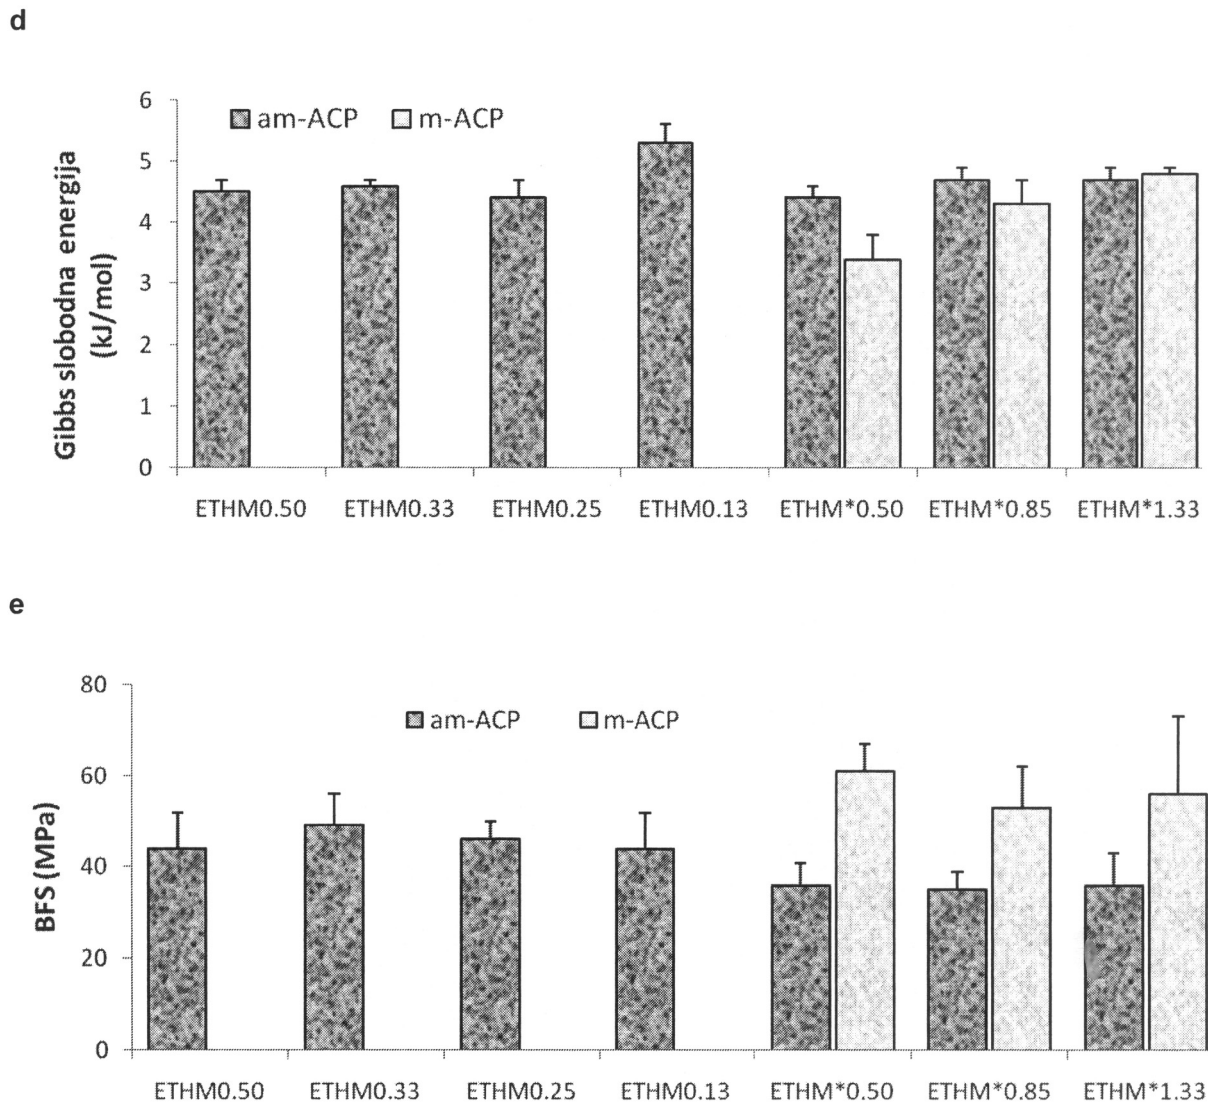 d
6
am-ACP
m-ACP
5
4
3
2
1
0
Gibbs slobodna energija
(kJ/mol)
ETHM0.50 ETHM0.33 ETHM0.25 ETHM0.13 ETHM*0.50 ETHM*0.85 ETHM*1.33
e
80
am-ACP
m-ACP
60
40
20
0
BFS (MPa)
ETHM0.50 ETHM0.33 ETHM0.25 ETHM0.13 ETHM*0.50 ETHM*0.85 ETHM*1.33